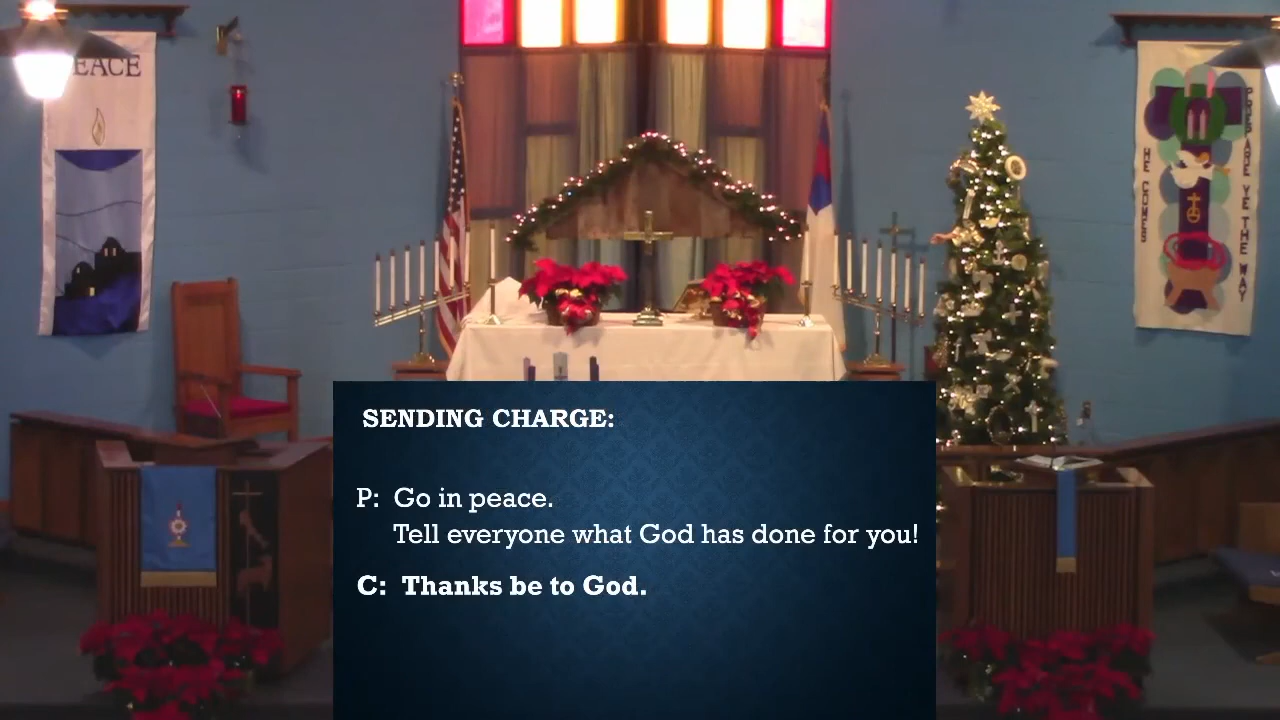 PEACE
HE COMES
PREPARE YE THE WAY
SENDING CHARGE:
P: Go in peace.
Tell everyone what God has done for you!
C: Thanks be to God.